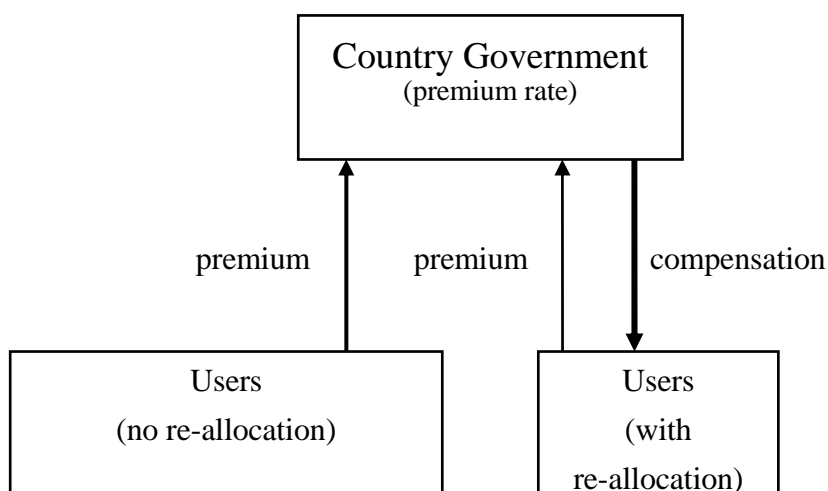 Country Government
(premium rate)
premium
premium
compensation
Users
(no re-allocation)
Users
(with
re-allocation)